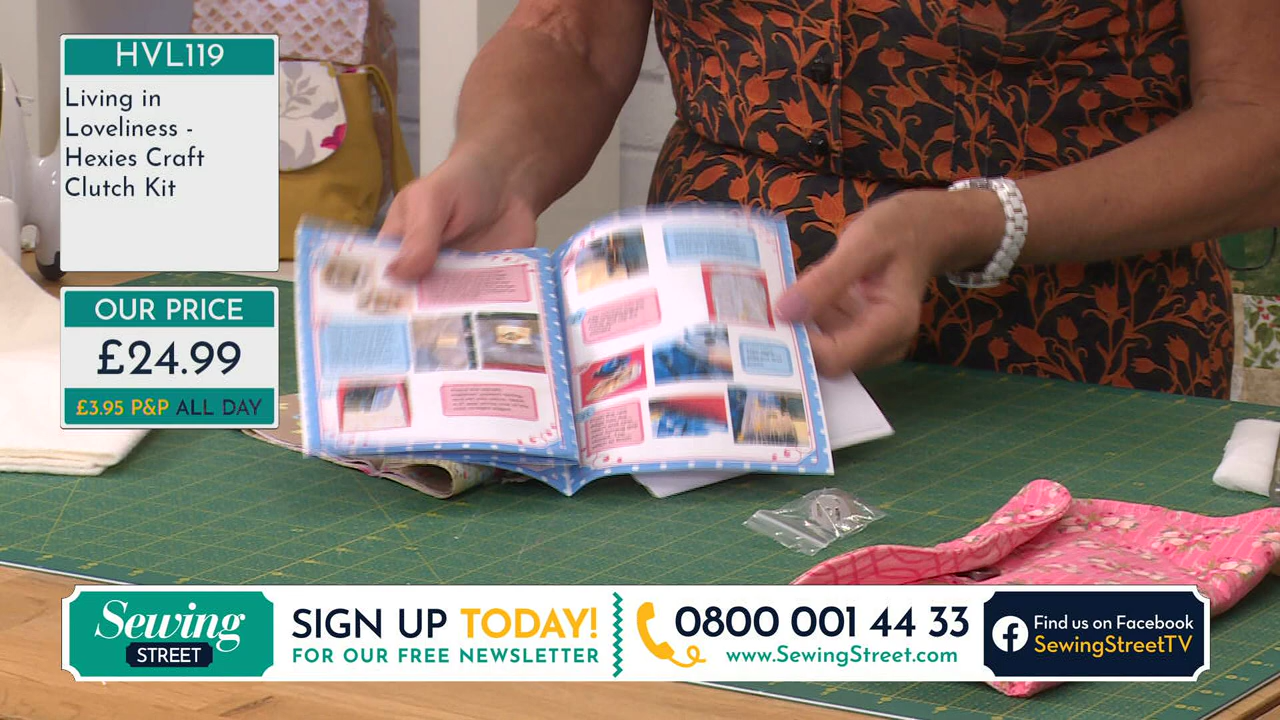 HVL119
Living in
Loveliness -
Hexies Craft
Clutch Kit
OUR PRICE
£24.99
£3.95 P&P ALL DAY
Sewing
STREET
SIGN UP TODAY!
FOR OUR FREE NEWSLETTER
0800 001 44 33
www.SewingStreet.com
Find us on Facebook
SewingStreetTV